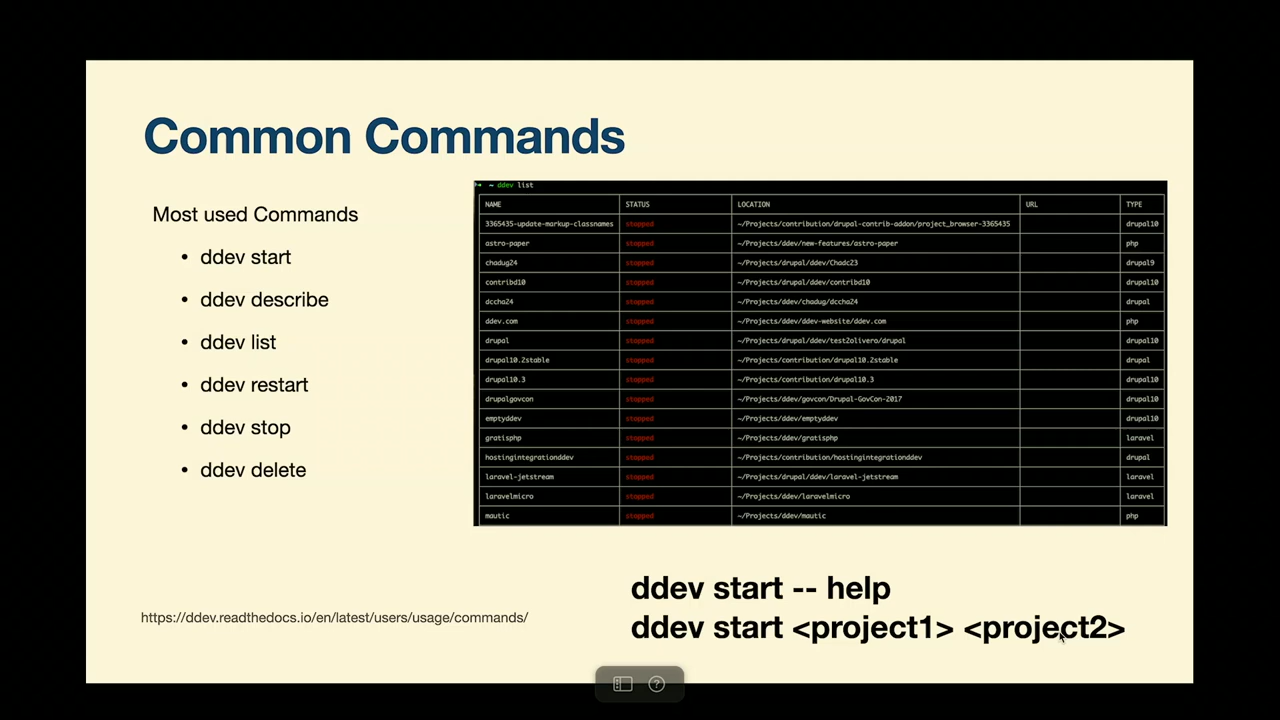 Common Commands
Most used Commands
• ddev start
• ddev describe
• ddev list
• ddev restart
• ddev stop
• ddev delete
~ ddev list
NAME STATUS LOCATION URL TYPE
3365435-update-markup-classnames stopped ~/Projects/contribution/drupal-contrib-addon/project_browser-3365435 drupal10
astro-paper stopped ~/Projects/ddev/new-features/astro-paper php
chadug24 stopped ~/Projects/drupal/ddev/Chadc23 drupal9
contribd10 stopped ~/Projects/drupal/ddev/contribd10 drupal10
dccha24 stopped ~/Projects/ddev/chadug/dccha24 drupal
ddev.com stopped ~/Projects/ddev/ddev-website/ddev.com php
drupal stopped ~/Projects/drupal/ddev/test2olivero/drupal drupal10
drupal10.2stable stopped ~/Projects/contribution/drupal10.2stable drupal
drupal10.3 stopped ~/Projects/contribution/drupal10.3 drupal10
drupalgovcon stopped ~/Projects/ddev/govcon/Drupal-GovCon-2017 drupal10
emptyddev stopped ~/Projects/ddev/emptyddev drupal10
gratisphp stopped ~/Projects/ddev/gratisphp laravel
hostingintegrationddev stopped ~/Projects/contribution/hostingintegrationddev drupal
laravel-jetstream stopped ~/Projects/drupal/ddev/laravel-jetstream laravel
laravelmicro stopped ~/Projects/ddev/laravelmicro laravel
mautic stopped ~/Projects/ddev/mautic php
ddev start -- help
ddev start <project1> <project2>
https://ddev.readthedocs.io/en/latest/users/usage/commands/